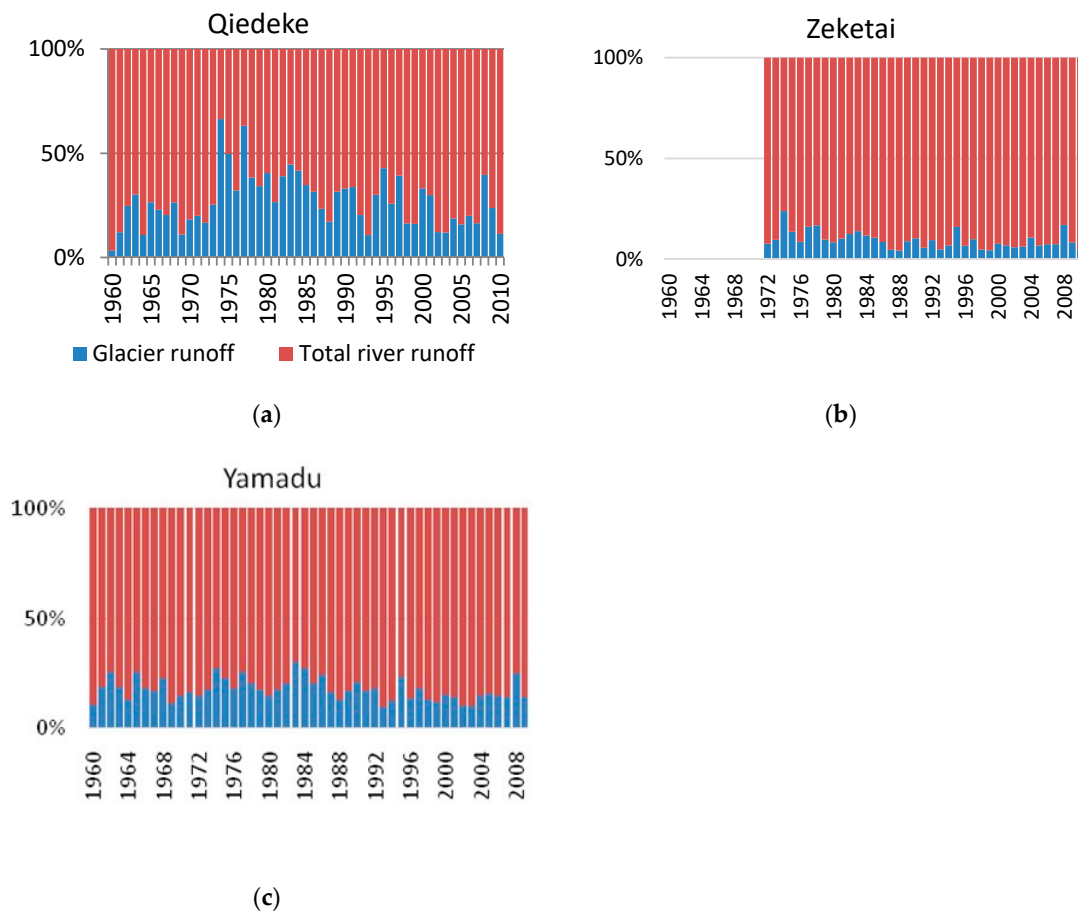 Qiedeke
100%
50%
0%
1960 1965 1970 1975 1980 1985 1990 1995 2000 2005 2010
Glacier runoff Total river runoff
(a)
Zeketai
100%
50%
0%
1960 1964 1968 1972 1976 1980 1984 1988 1992 1996 2000 2004 2008
(b)
Yamadu
100%
50%
0%
1960 1964 1968 1972 1976 1980 1984 1988 1992 1996 2000 2004 2008
(c)